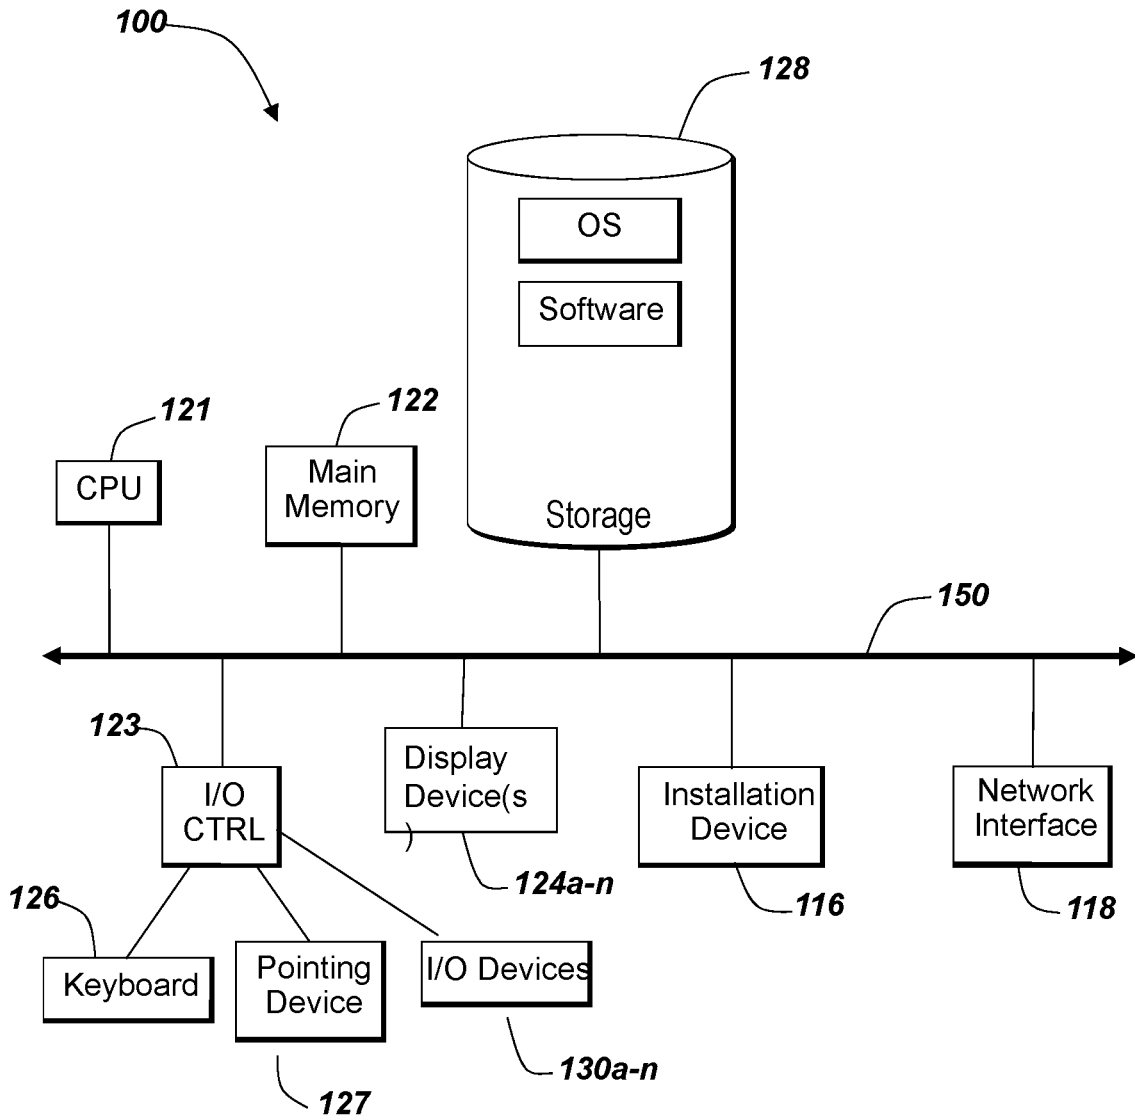 100
128
OS
Software
121
122
CPU
Main
Memory
Storage
150
123
I/O
CTRL
Display
Device(s
)
Installation
Device
Network
Interface
124a-n
116
118
126
Keyboard
Pointing
Device
I/O Devices
130a-n
127